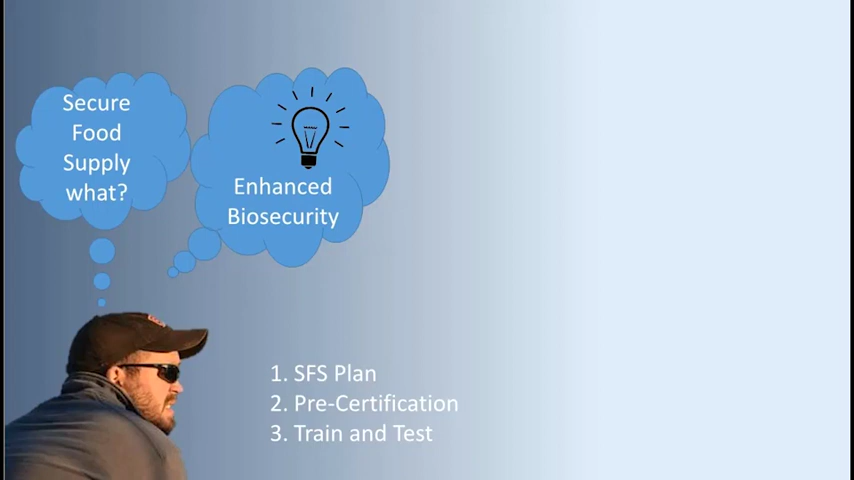 Secure
Food
Supply
what?
Enhanced
Biosecurity
1. SFS Plan
2. Pre-Certification
3. Train and Test